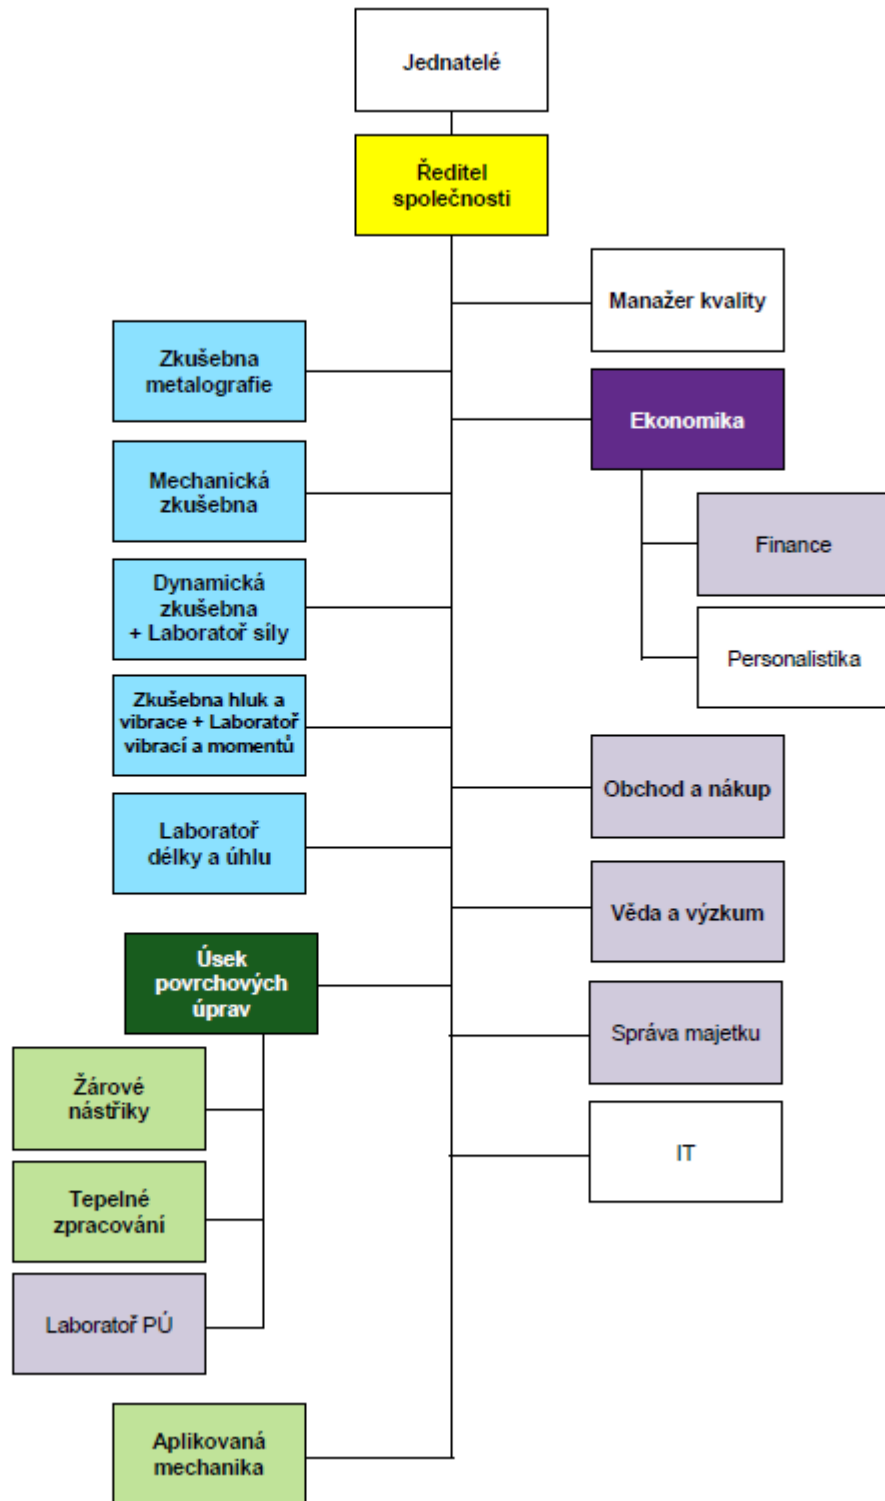 Jednatelé
Ředitel
společnosti
Manažer kvality
Zkušebna
metalografie
Ekonomika
Mechanická
zkušebna
Finance
Dynamická
zkušebna
+ Laboratoř síly
Personalistika
Zkušebna hluk a
vibrace + Laboratoř
vibrací a momentů
Obchod a nákup
Laboratoř
délky a úhlu
Věda a výzkum
Úsek
povrchových
úprav
Správa majetku
Žárové
nástřiky
IT
Tepelné
zpracování
Laboratoř PÚ
Aplikovaná
mechanika